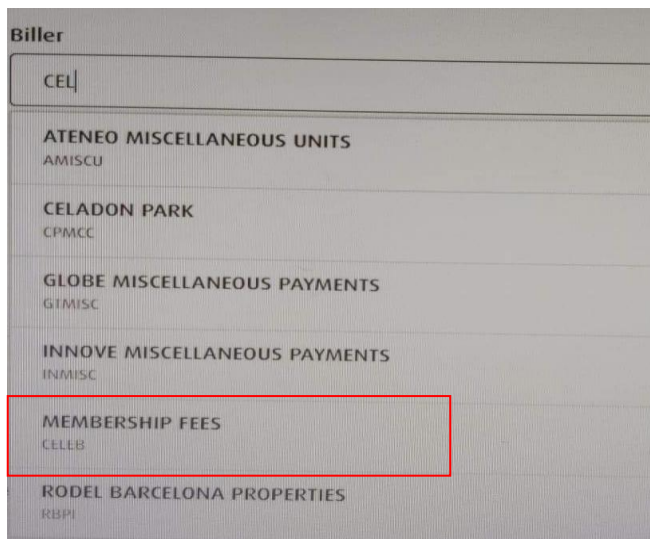 Biller
CEL
ATENEO MISCELLANEOUS UNITS
AMISCU
CELADON PARK
CPMCC
GLOBE MISCELLANEOUS PAYMENTS
GTMISC
INNOVE MISCELLANEOUS PAYMENTS
INMISC
MEMBERSHIP FEES
CELEB
RODEL BARCELONA PROPERTIES
RBPI